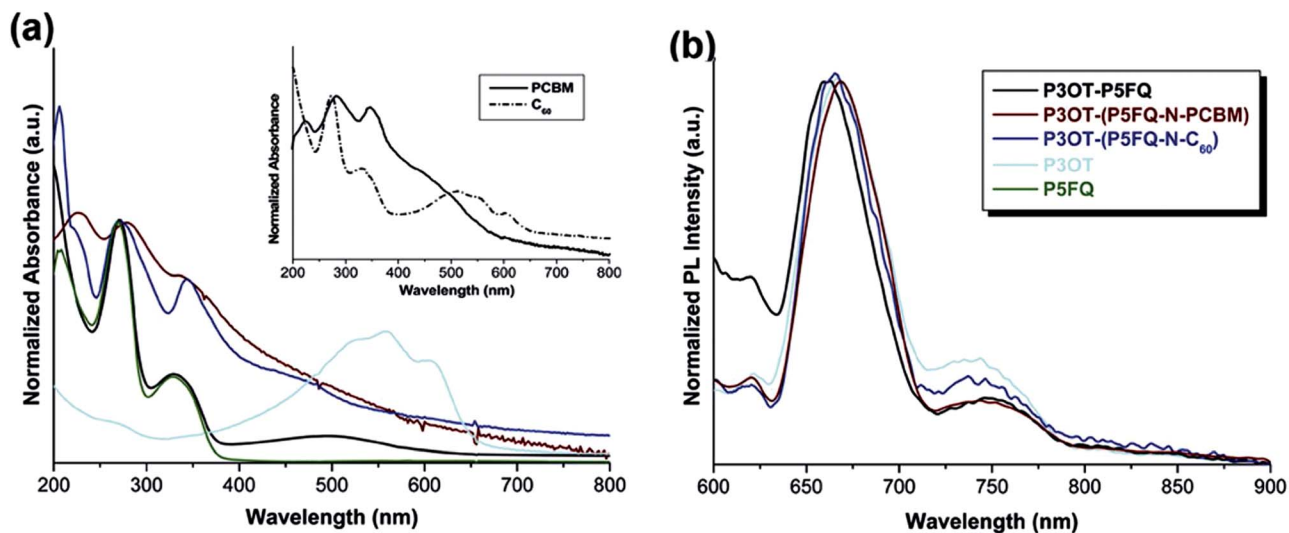 (a)
Normalized Absorbance (a.u.)
200 300 400 500 600 700 800
Wavelength (nm)
Normalized Absorbance
PCBM
C₆₀
200 300 400 500 600 700 800
Wavelength (nm)
(b)
Normalized PL Intensity (a.u.)
P3OT-P5FQ
P3OT-(P5FQ-N-PCBM)
P3OT-(P5FQ-N-C₆₀)
P3OT
P5FQ
600 650 700 750 800 850 900
Wavelength (nm)